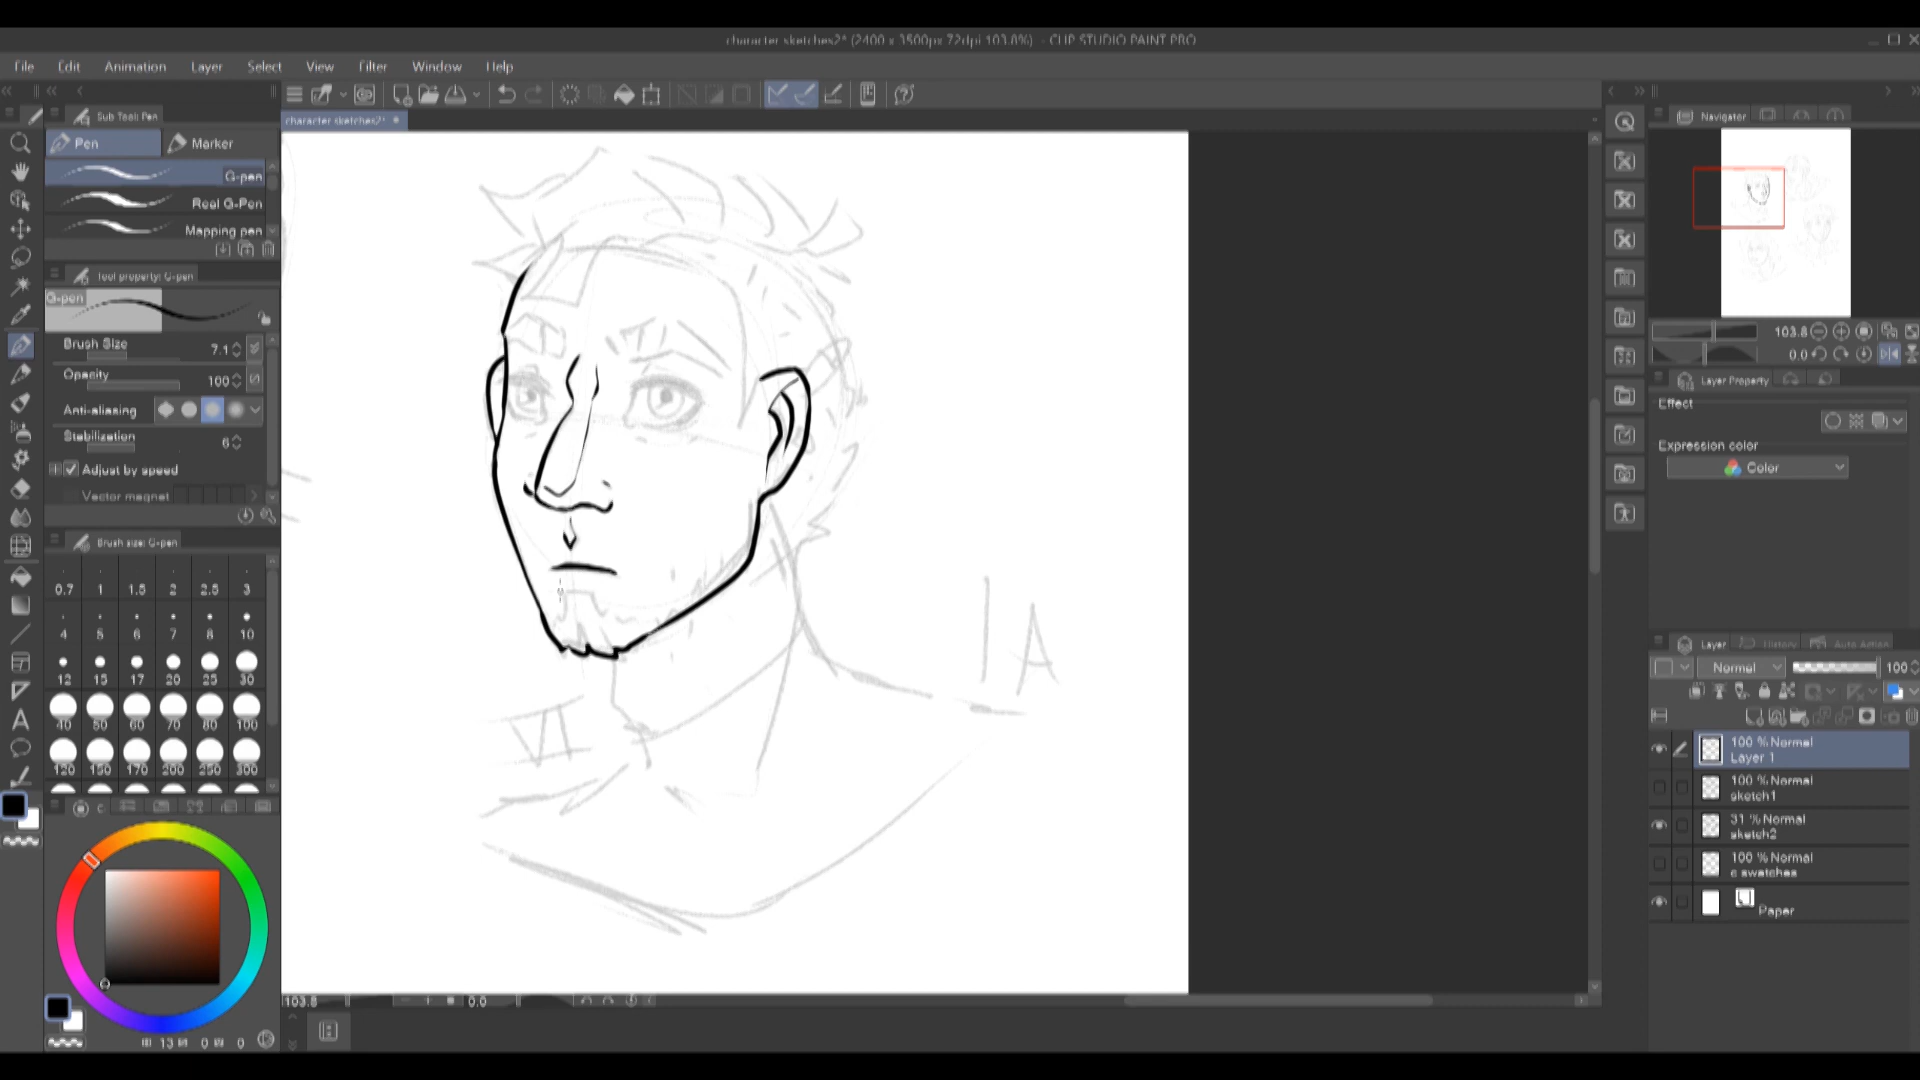 character sketches2* (2400 x 3500px 72dpi 103.8%) - CLIP STUDIO PAINT PRO
File Edit Animation Layer Select View Filter Window Help
Sub Tool: Pen
character sketches2*
Navigator
Pen Marker
G-pen
Real G-Pen
Mapping pen
Tool property: G-pen
G-pen
Brush Size 7.1
Opacity 100
Anti-aliasing
Stabilization 6
Adjust by speed
Vector magnet
Brush size: G-pen
0.7 1 1.5 2 2.5 3
4 5 6 7 8 10
12 15 17 20 25 30
40 50 60 70 80 100
120 150 170 200 250 300
13 0 0
103.8 0.0
103.8
0.0
Layer Property
Effect
Expression color
Color
Layer History Auto Action
Normal 100
100 % Normal
Layer 1
100 % Normal
sketch1
31 % Normal
sketch2
100 % Normal
c swatches
Paper